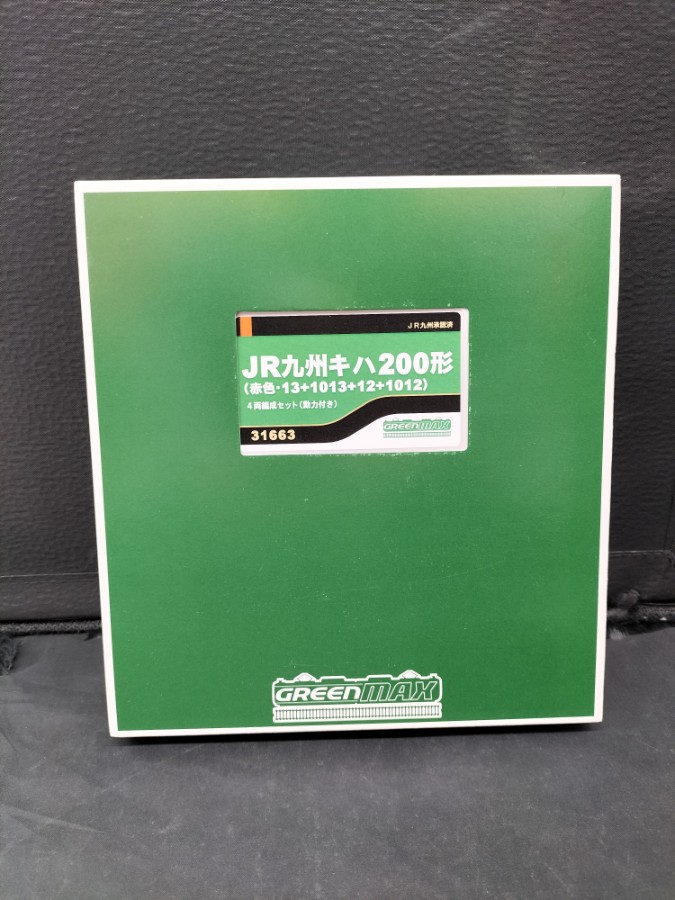 JR九州承認済
JR九州キハ200形
(赤色・13+1013+12+1012)
4両編成セット(動力付き)
31663
GREENMAX
GREENMAX